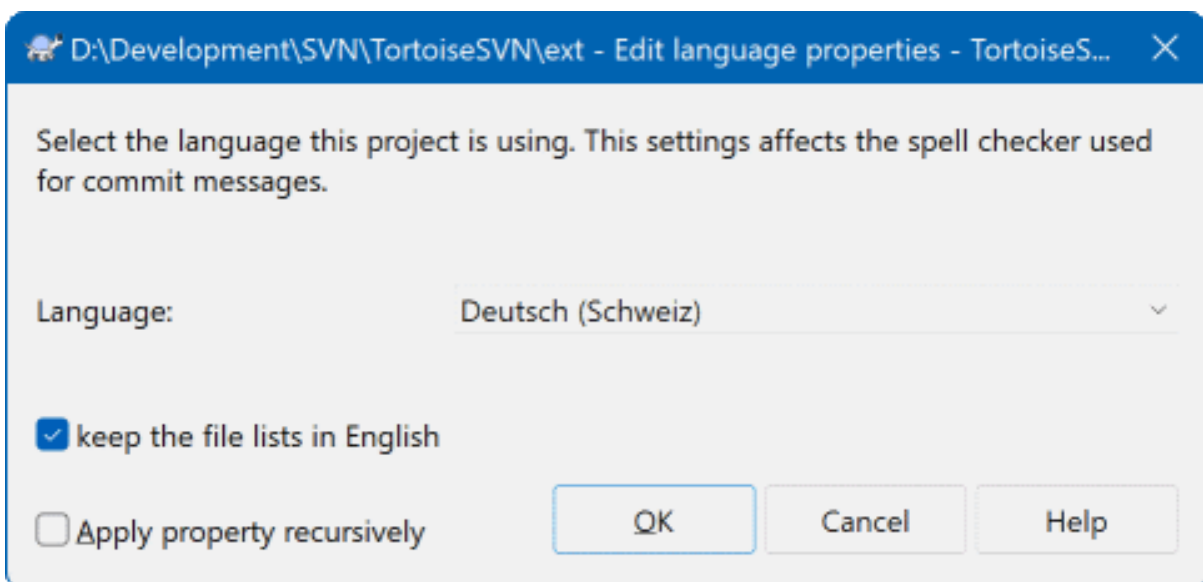 D:\Development\SVN\TortoiseSVN\ext - Edit language properties - TortoiseS...
Select the language this project is using. This settings affects the spell checker used
for commit messages.
Language: Deutsch (Schweiz)
keep the file lists in English
Apply property recursively OK Cancel Help